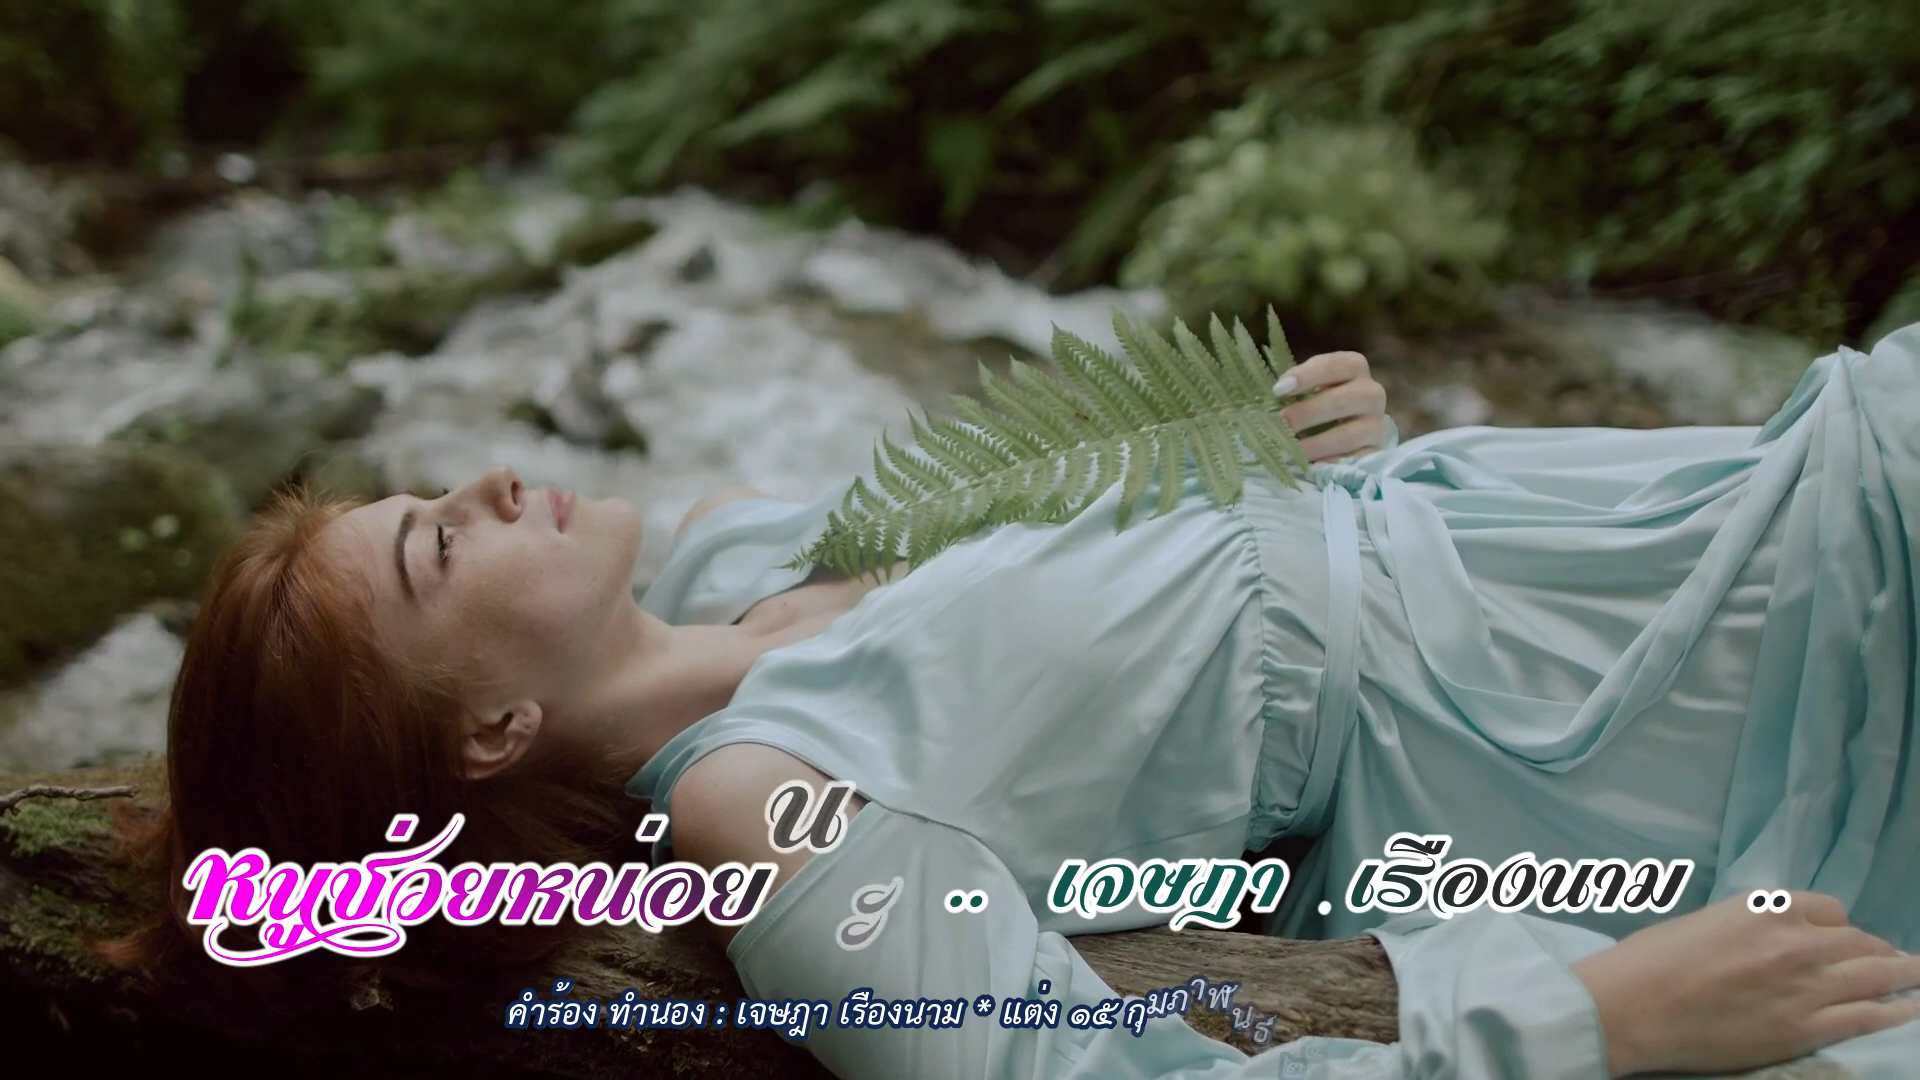 หนูช่วยหน่อยน .. เจษฎา . เรืองนาม ..
คำร้อง ทำนอง : เจษฎา เรืองนาม * แต่ง ๑๕ กุมภาพันธ์